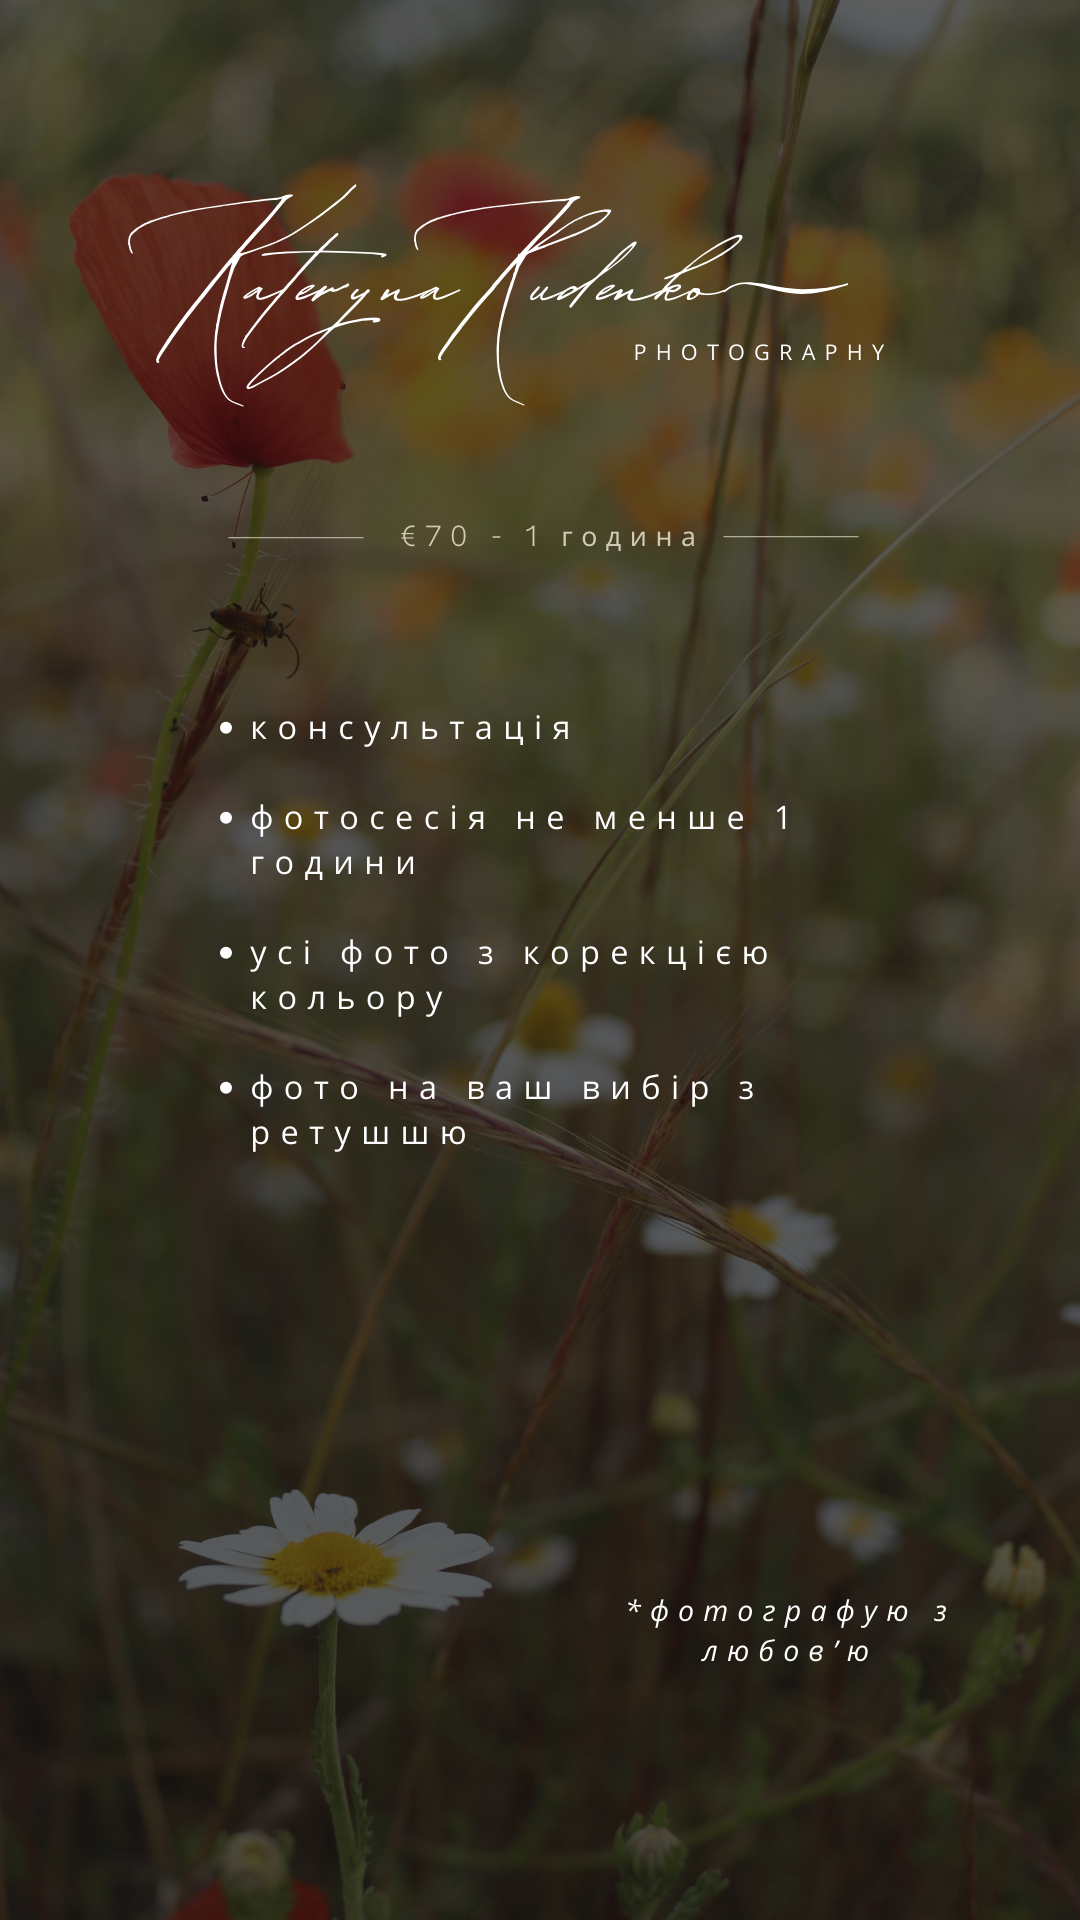 Kateryna Rudenko
PHOTOGRAPHY
€70 - 1 година
• консультація
• фотосесія не менше 1
години
• усі фото з корекцією
кольору
• фото на ваш вибір з
ретушшю
*фотографую з
любов’ю